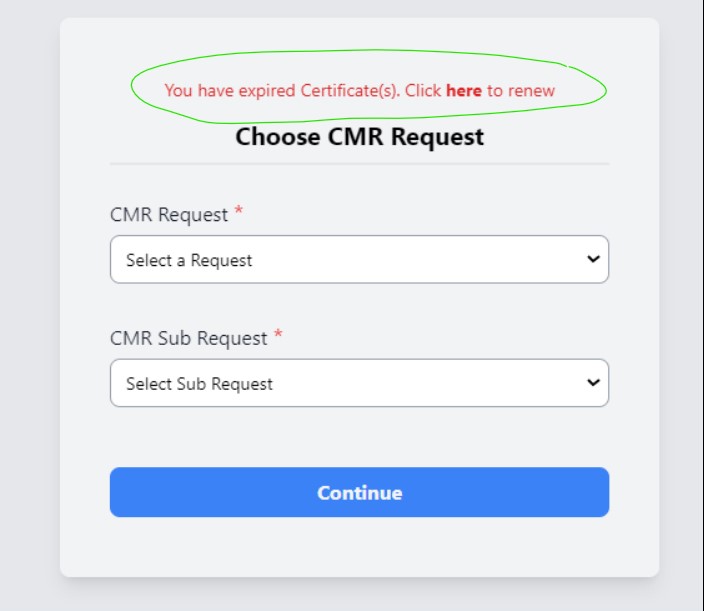 You have expired Certificate(s). Click here to renew
Choose CMR Request
CMR Request *
Select a Request
CMR Sub Request *
Select Sub Request
Continue